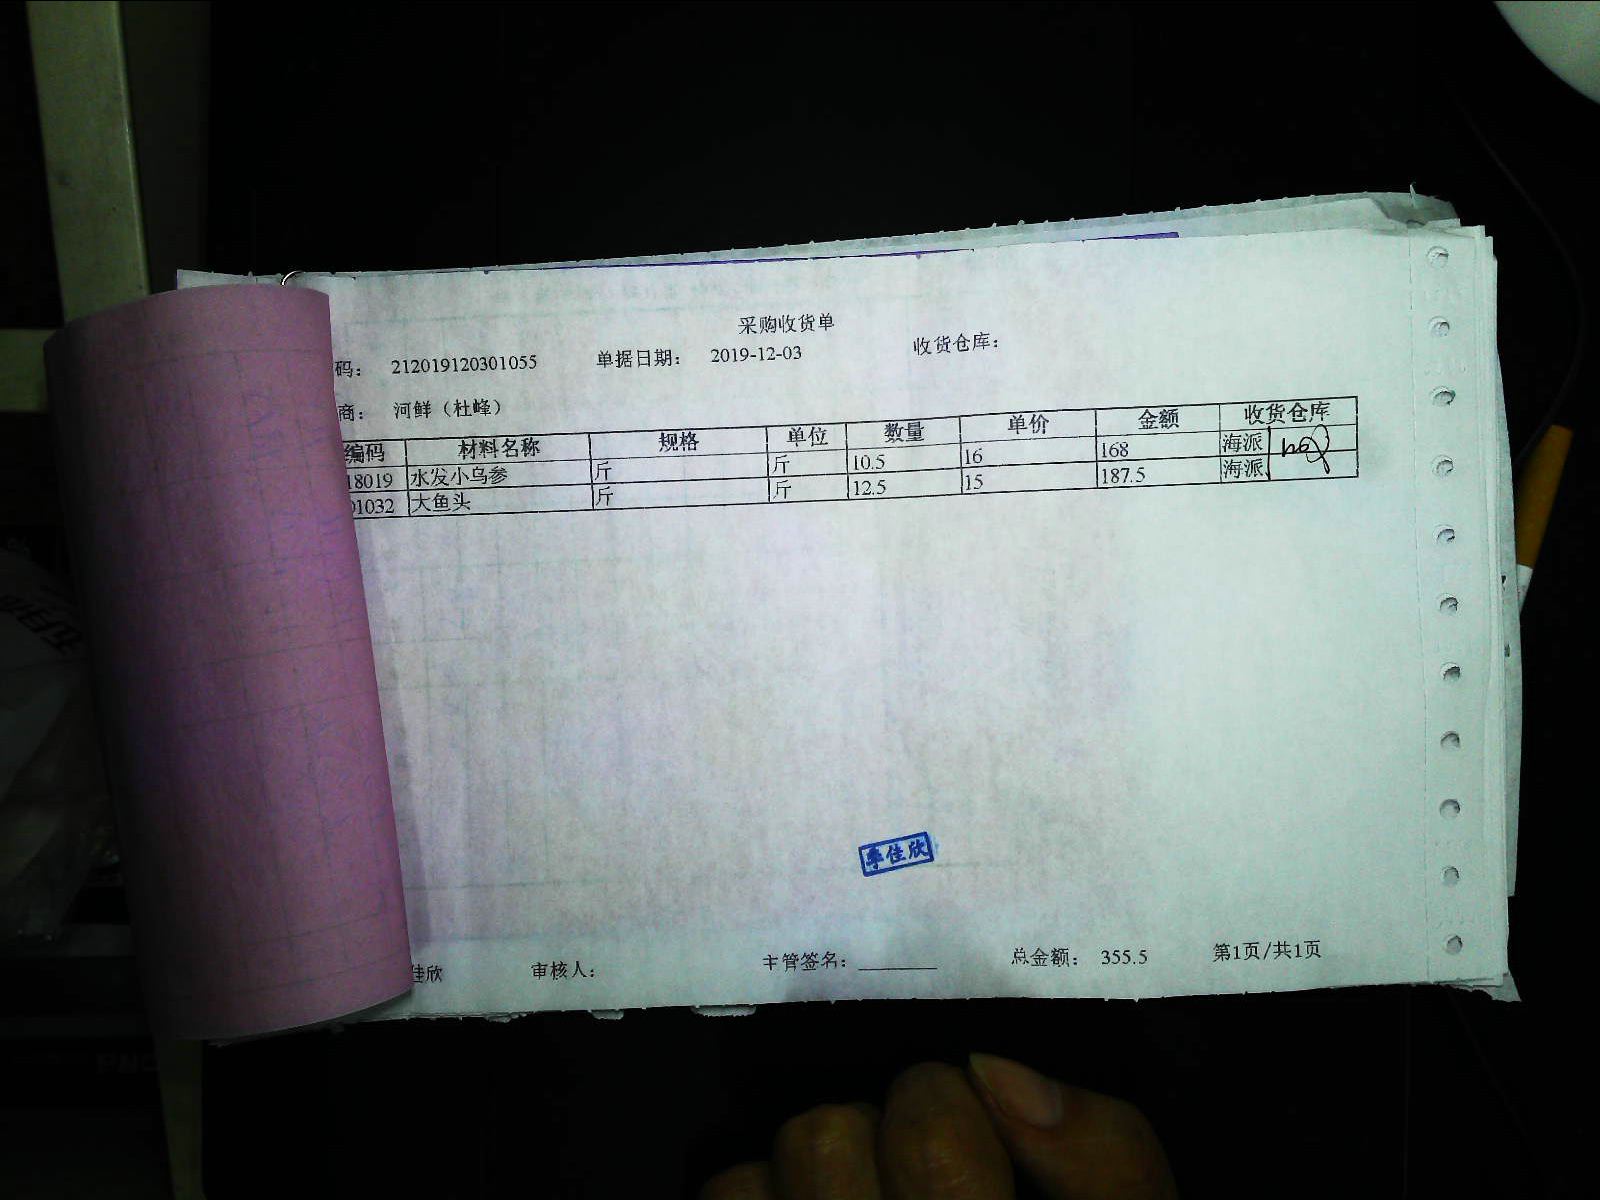 采购收货单
码： 212019120301055 单据日期： 2019-12-03 收货仓库：
商： 河鲜（杜峰）
编码 材料名称 规格 单位 数量 单价 金额 收货仓库
18019 水发小乌参 斤 斤 10.5 16 168 海派
01032 大鱼头 斤 斤 12.5 15 187.5 海派
李佳欣
佳欣 审核人： 主管签名： 总金额： 355.5 第1页/共1页